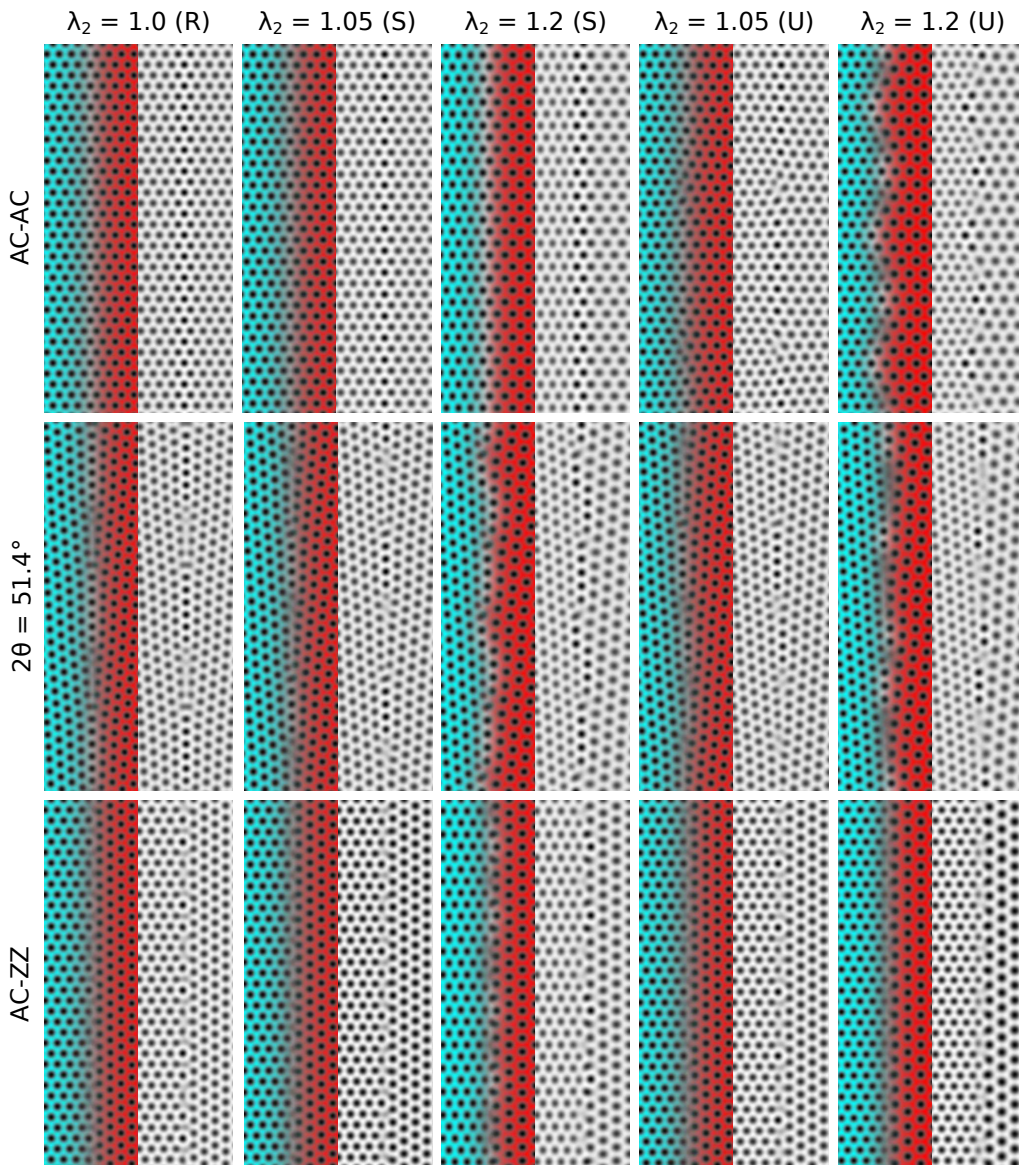 λ₂ = 1.0 (R) λ₂ = 1.05 (S) λ₂ = 1.2 (S) λ₂ = 1.05 (U) λ₂ = 1.2 (U)
AC-AC
2θ = 51.4°
AC-ZZ